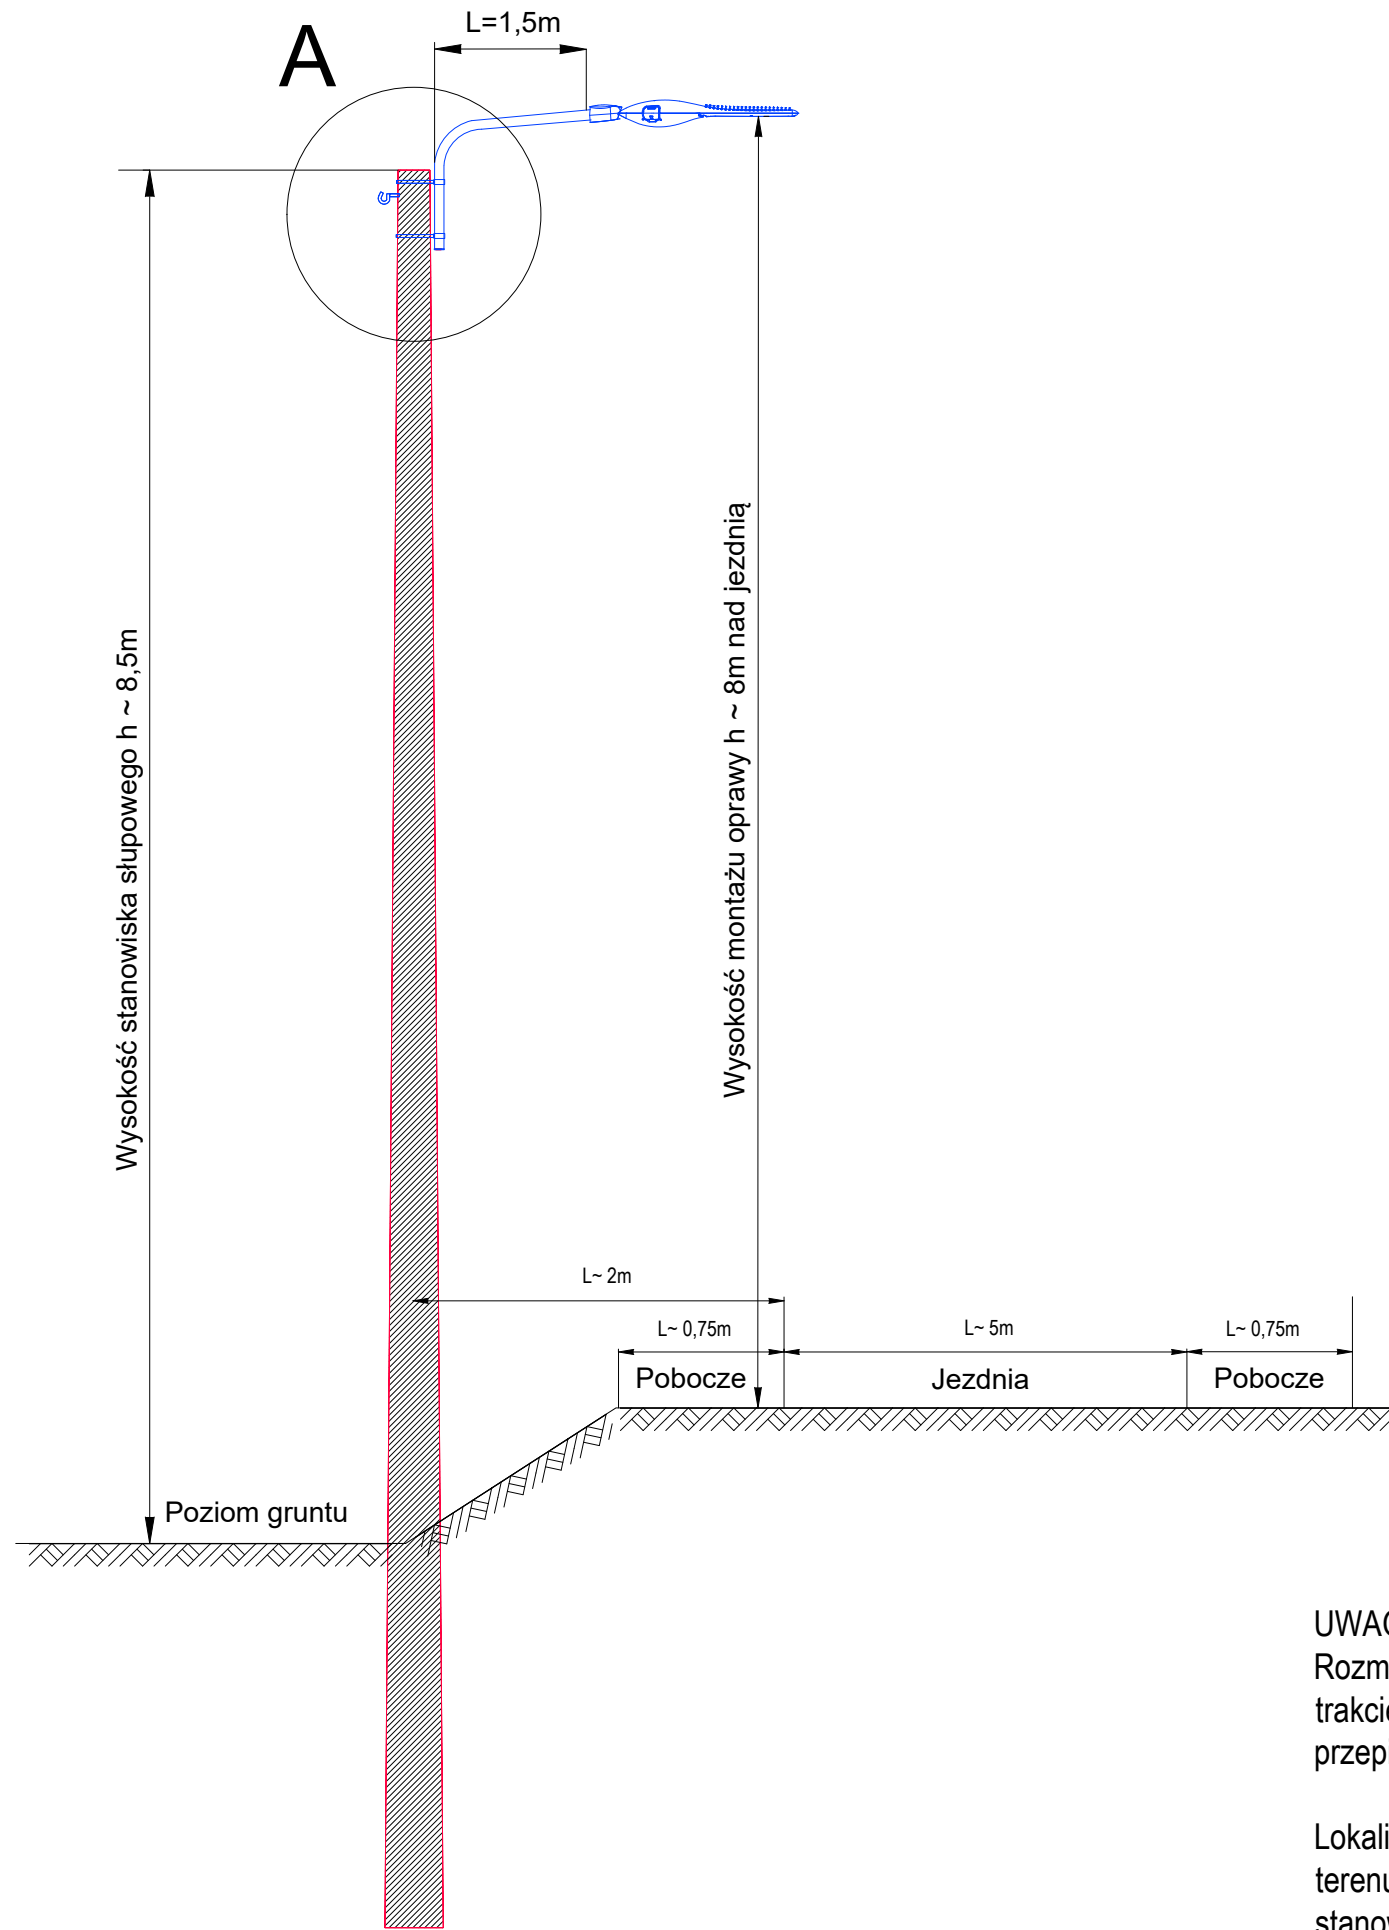 A
L=1,5m
Wysokość stanowiska słupowego h ~ 8,5m
Wysokość montażu oprawy h ~ 8m nad jezdnią
L~ 2m
L~ 0,75m
L~ 5m
L~ 0,75m
Pobocze
Jezdnia
Pobocze
Poziom gruntu